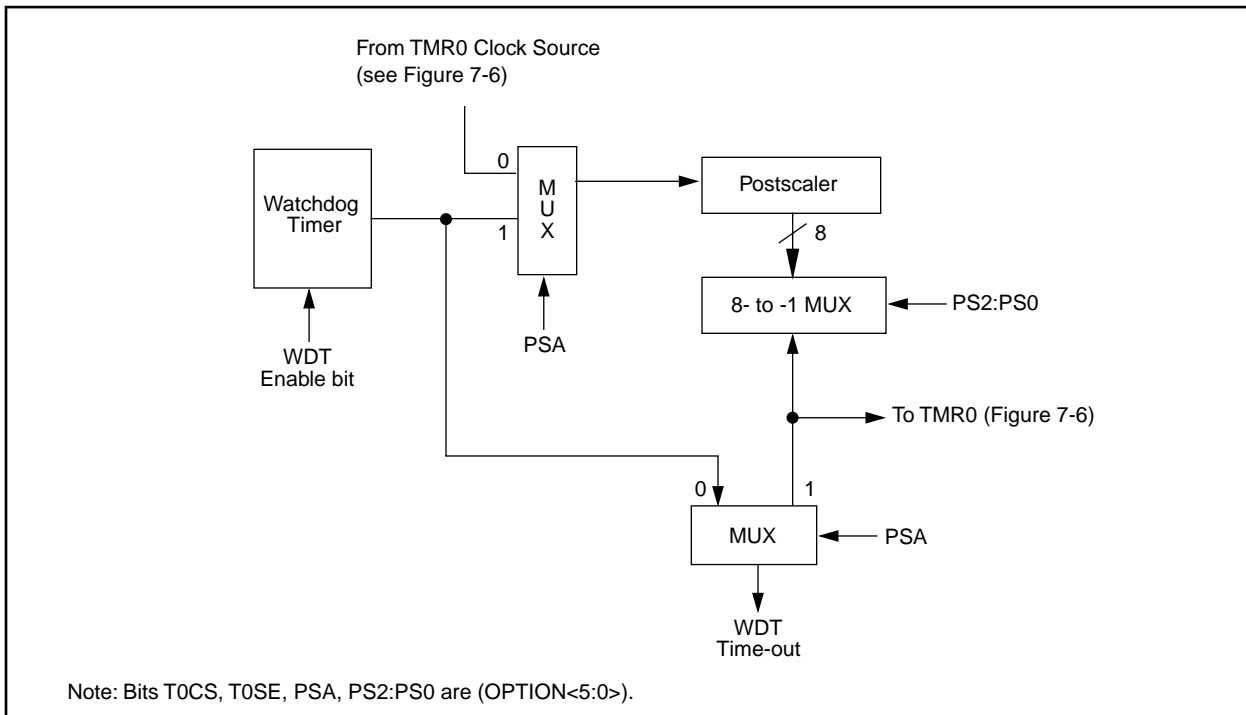 From TMR0 Clock Source
(see Figure 7-6)
0
M
U
X
1
Watchdog
Timer
Postscaler
8
8- to -1 MUX
PS2:PS0
PSA
WDT
Enable bit
To TMR0 (Figure 7-6)
0
1
MUX
PSA
WDT
Time-out
Note: Bits T0CS, T0SE, PSA, PS2:PS0 are (OPTION<5:0>).